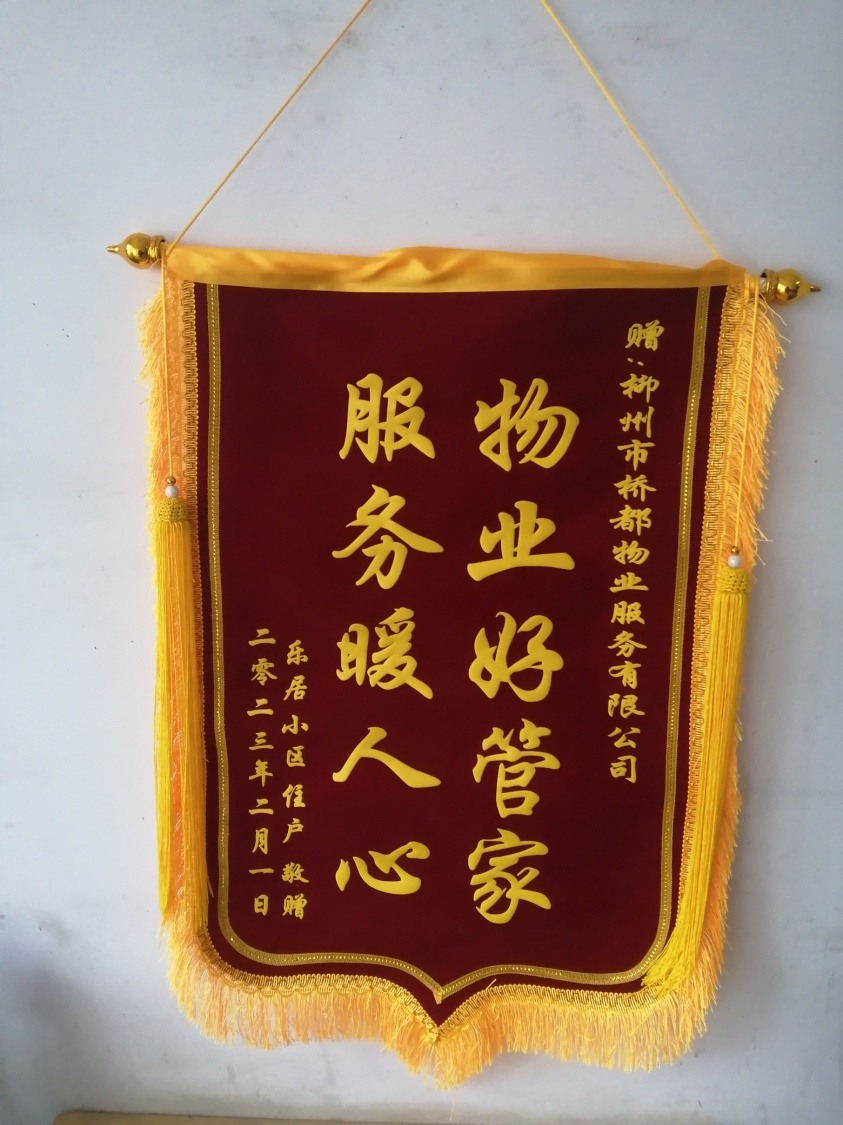 赠:柳州市桥都物业服务有限公司
物业好管家
服务暖人心
乐居小区住户 敬赠
二零二三年二月一日